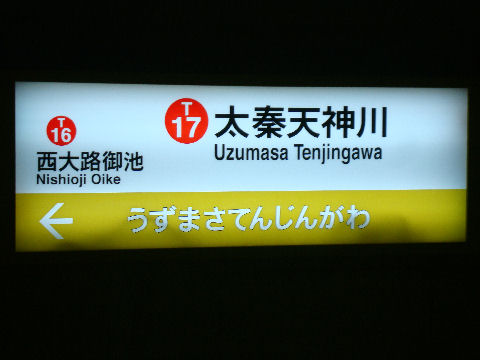 T
16
西大路御池
Nishioji Oike
T
17
太秦天神川
Uzumasa Tenjingawa
← うずまさてんじんがわ